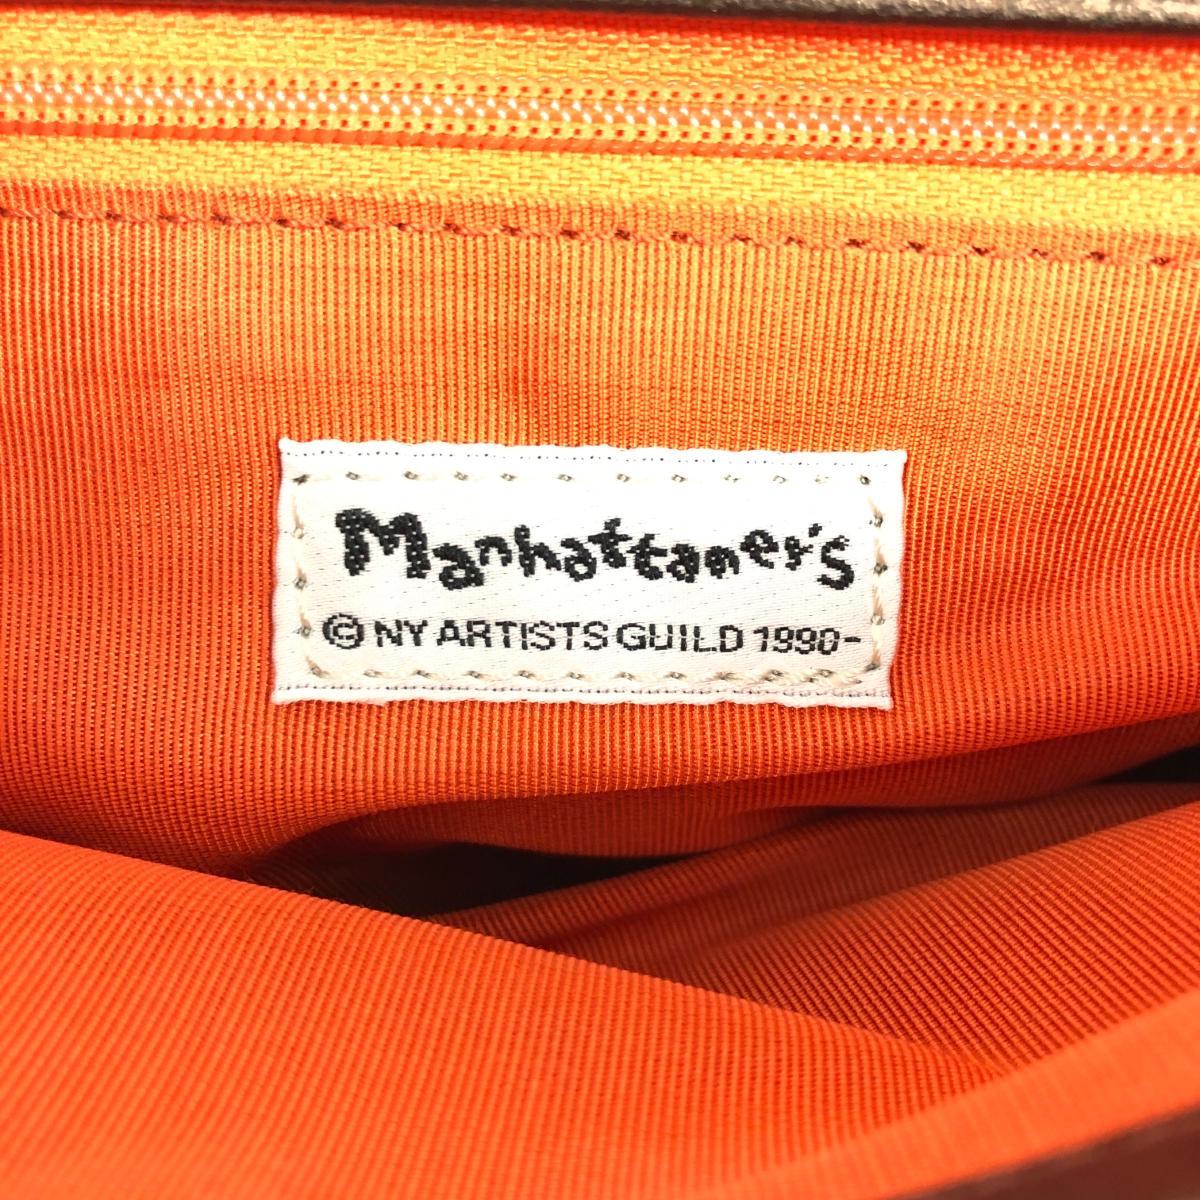 Manhattaner's
© NY ARTISTS GUILD 1990-